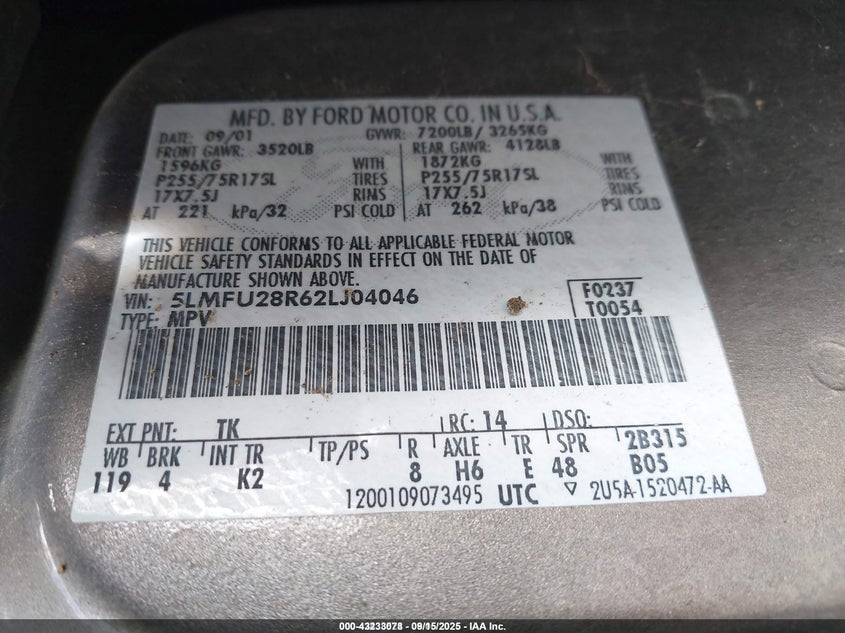 MFD. BY FORD MOTOR CO. IN U.S.A.
DATE: 09/01 GVWR: 7200LB/ 3265KG
FRONT GAWR: 3520LB REAR GAWR: 4128LB
1596KG WITH 1872KG WITH
P255/75R17SL TIRES P255/75R17SL TIRES
17X7.5J RIMS 17X7.5J RIMS
AT 221 kPa/32 PSI COLD AT 262 kPa/38 PSI COLD
THIS VEHICLE CONFORMS TO ALL APPLICABLE FEDERAL MOTOR
VEHICLE SAFETY STANDARDS IN EFFECT ON THE DATE OF
MANUFACTURE SHOWN ABOVE.
VIN: 5LMFU28R62LJ04046 F0237
TYPE: MPV T0054
EXT PNT: TK RC: 14 DSO:
WB BRK INT TR TP/PS R AXLE TR SPR 2B315
119 4 K2 8 H6 E 48 B05
1200109073495 UTC ▽ 2U5A-1520472-AA
000-43233078 - 09/15/2025 - IAA Inc.